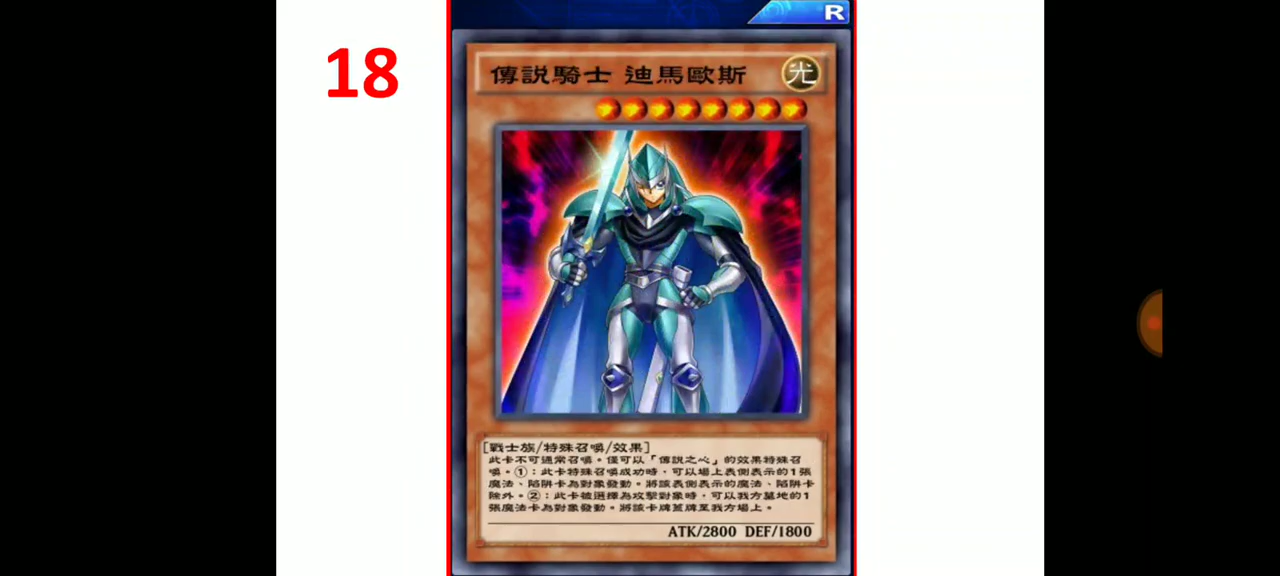 R
18
傳説騎士 迪馬歐斯
光
[戰士族/特殊召喚/效果]
此卡不可通常召喚。僅可以「傳説之心」的效果特殊召
喚。①：此卡特殊召喚成功時，可以場上表側表示的1張
魔法、陷阱卡為對象發動。將該表側表示的魔法、陷阱卡
除外。②：此卡被選擇為攻擊對象時，可以我方墓地的1
張魔法卡為對象發動。將該卡牌蓋牌至我方場上。
ATK/2800 DEF/1800